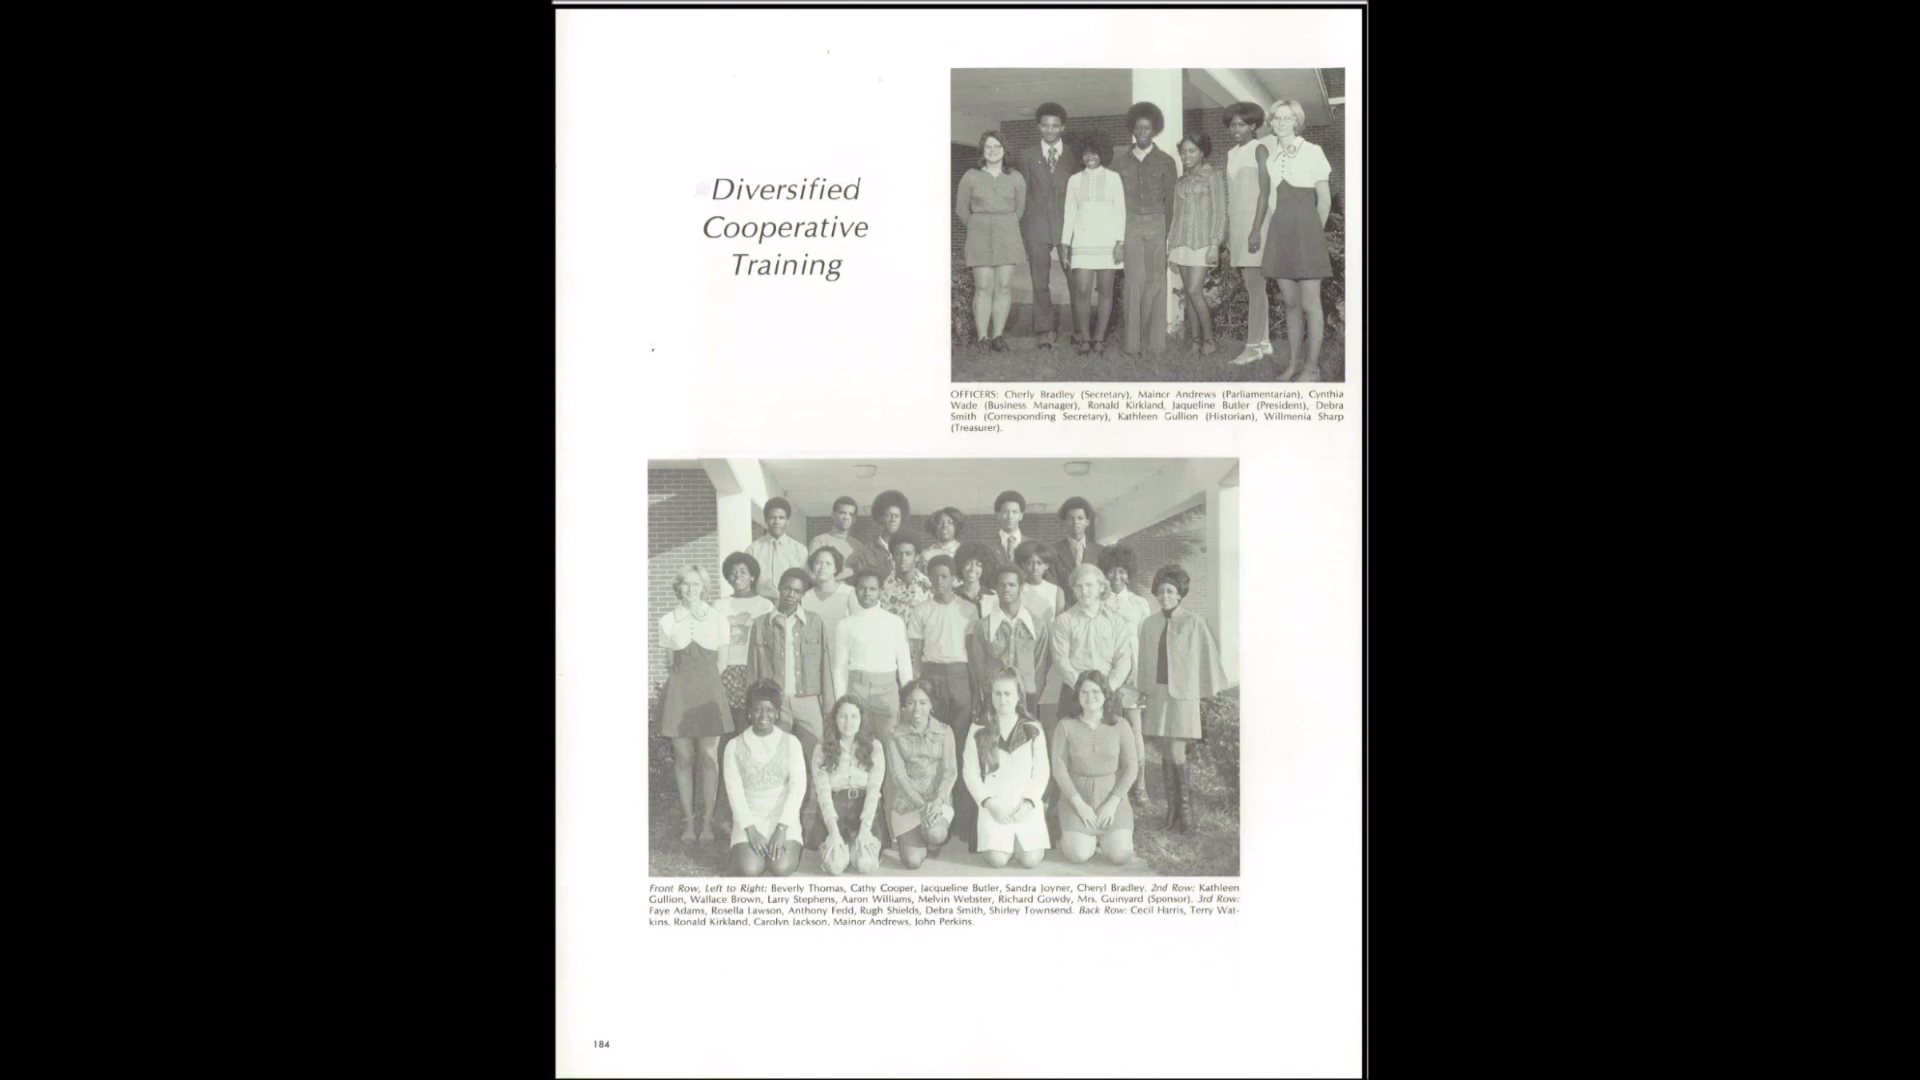 Diversified
Cooperative
Training
OFFICERS: Cherly Bradley (Secretary), Mainor Andrews (Parliamentarian), Cynthia
Wade (Business Manager), Ronald Kirkland, Jaqueline Butler (President), Debra
Smith (Corresponding Secretary), Kathleen Gullion (Historian), Willmenia Sharp
(Treasurer).
Front Row, Left to Right: Beverly Thomas, Cathy Cooper, Jacqueline Butler, Sandra Joyner, Cheryl Bradley. 2nd Row: Kathleen
Gullion, Wallace Brown, Larry Stephens, Aaron Williams, Melvin Webster, Richard Gowdy, Mrs. Guinyard (Sponsor). 3rd Row:
Faye Adams, Rosella Lawson, Anthony Fedd, Rugh Shields, Debra Smith, Shirley Townsend. Back Row: Cecil Harris, Terry Wat-
kins, Ronald Kirkland, Carolyn Jackson, Mainor Andrews, John Perkins.
184